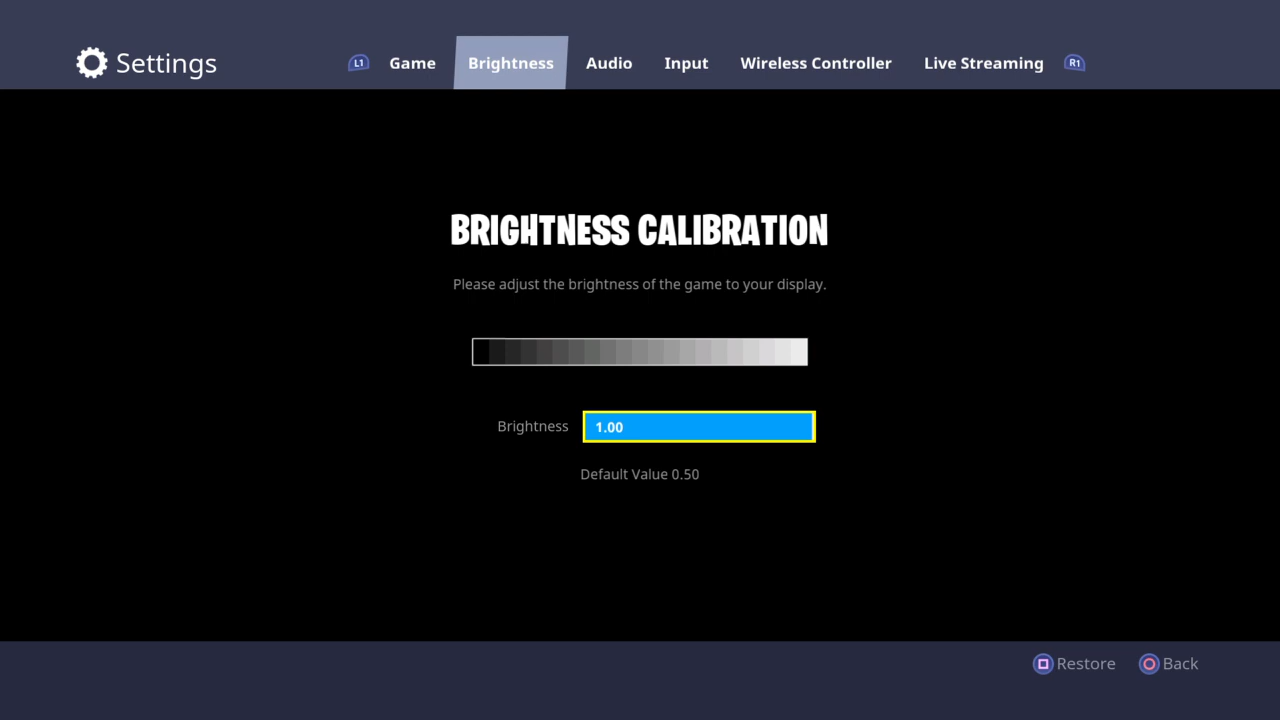 Settings
L1 Game Brightness Audio Input Wireless Controller Live Streaming R1
BRIGHTNESS CALIBRATION
Please adjust the brightness of the game to your display.
Brightness 1.00
Default Value 0.50
Restore Back